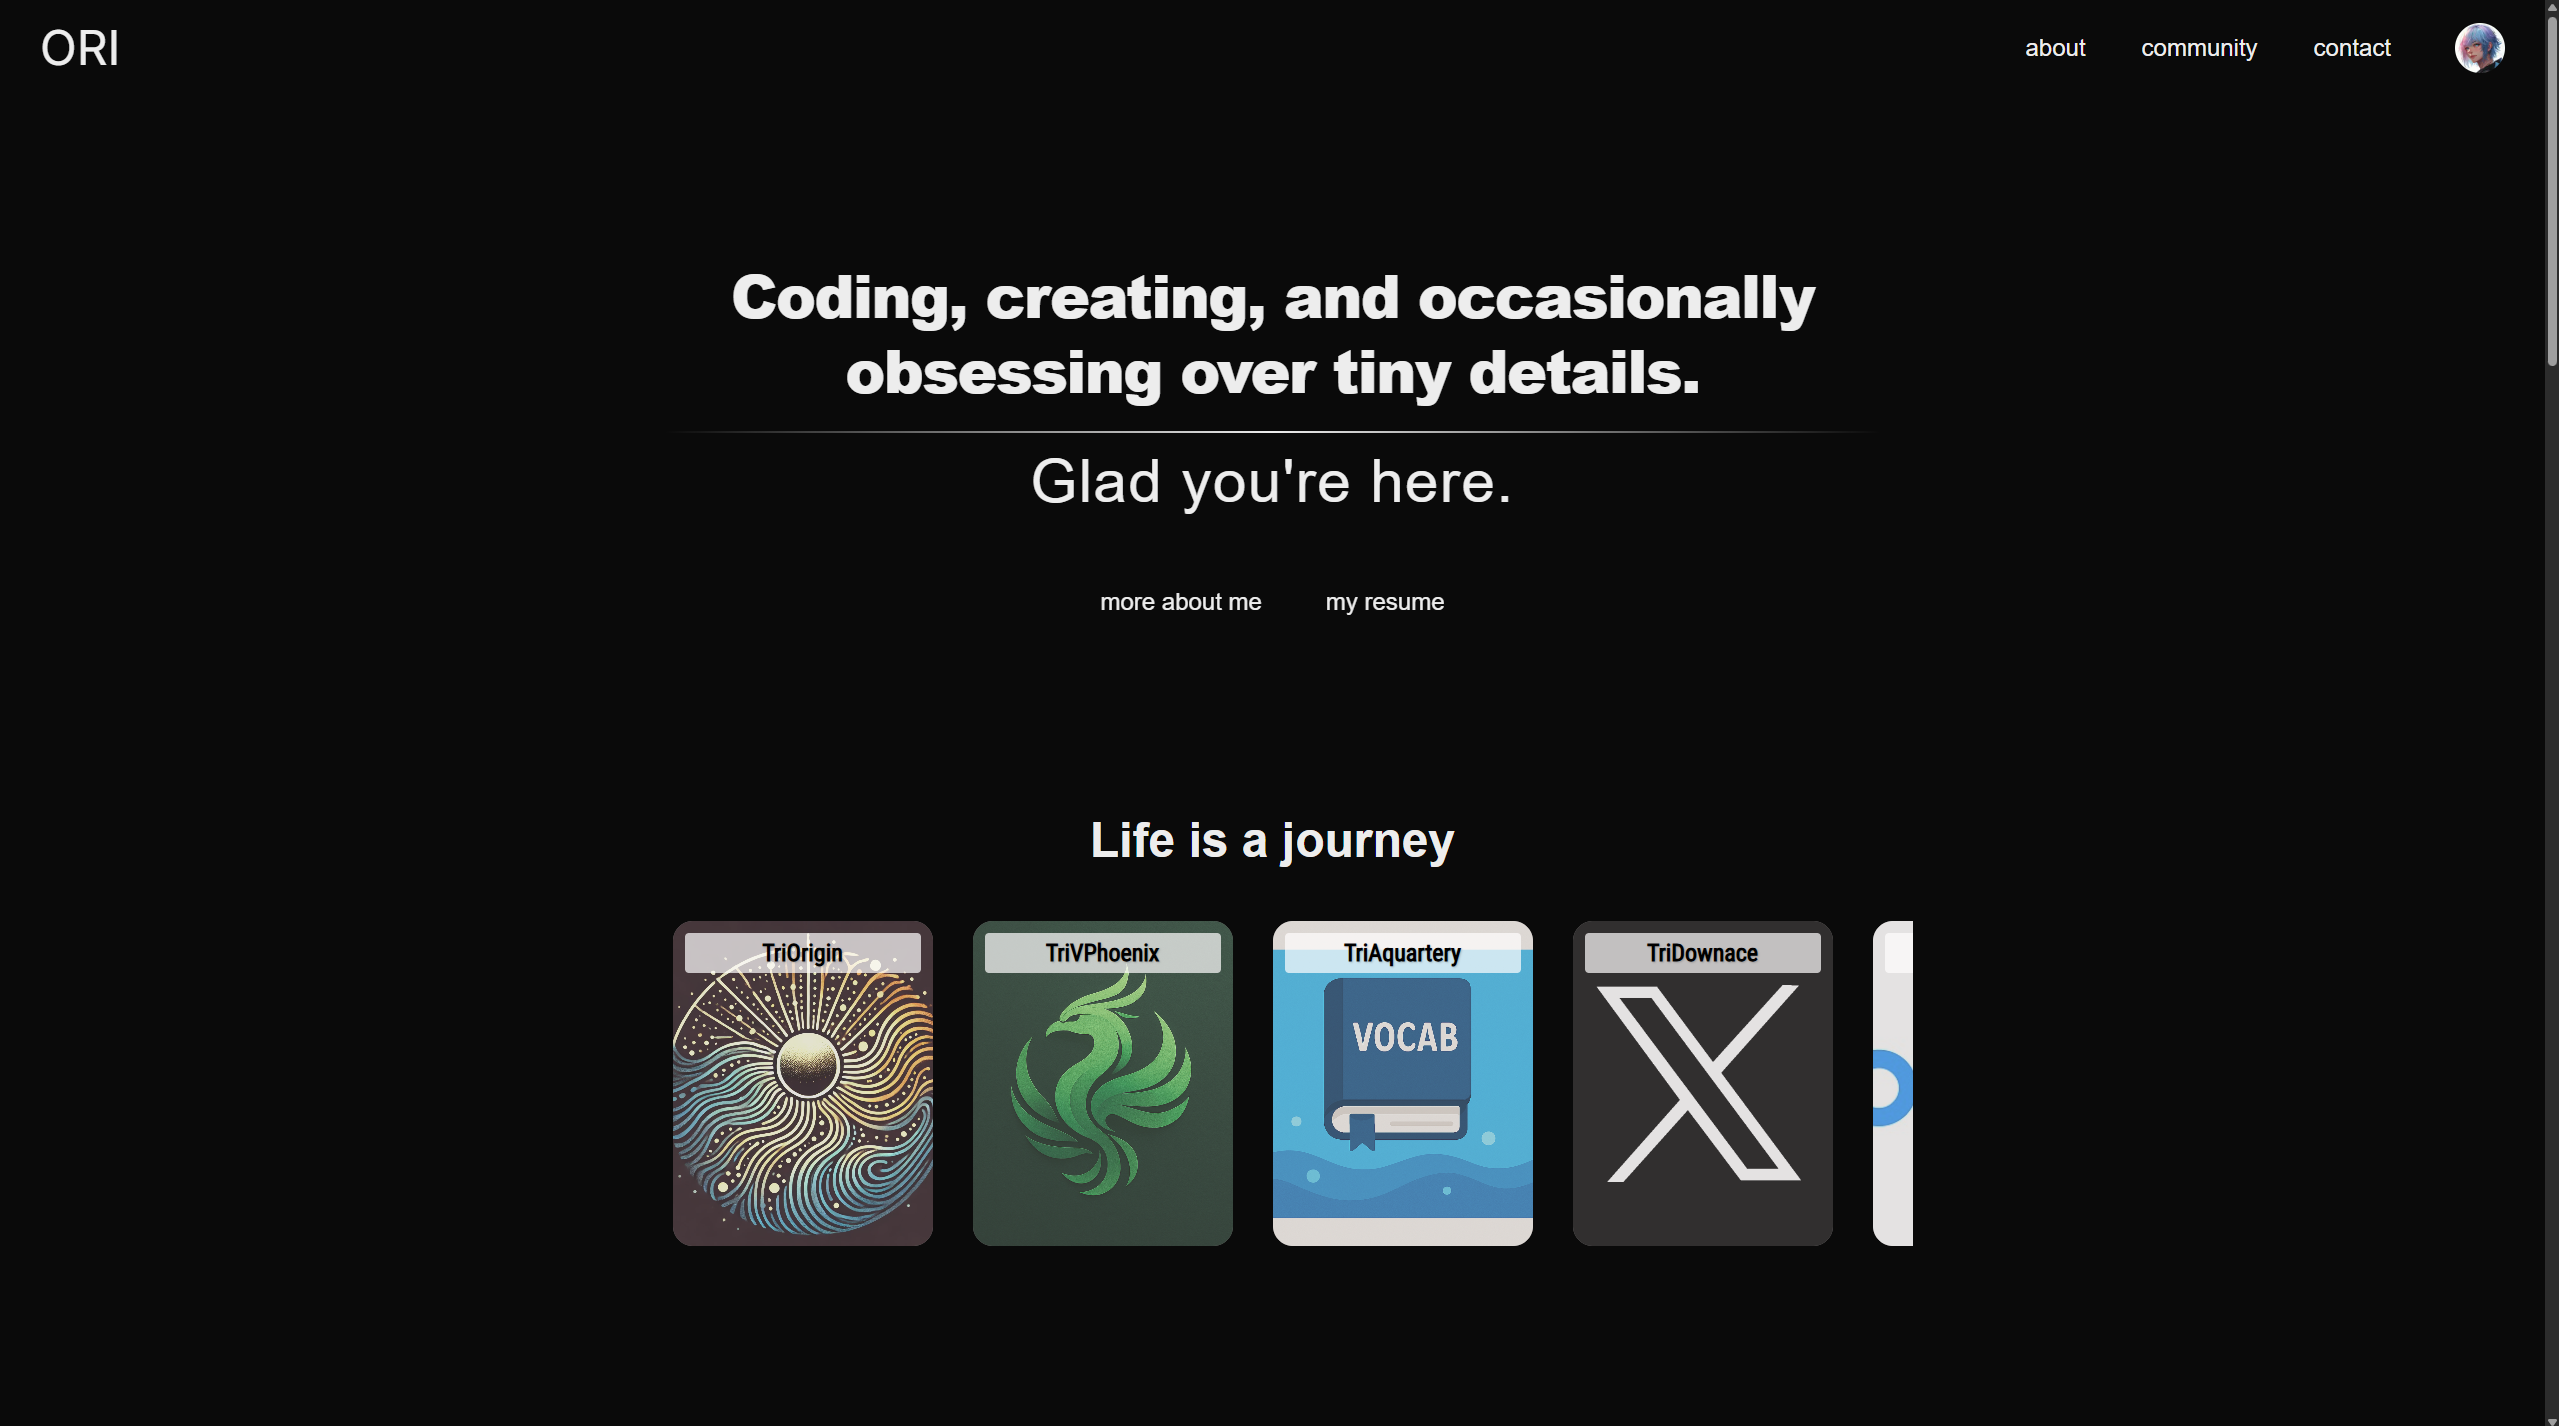 ORI
about
community
contact
Coding, creating, and occasionally
obsessing over tiny details.
Glad you're here.
more about me
my resume
Life is a journey
TriOrigin
TriVPhoenix
TriAquartery
TriDownace
VOCAB